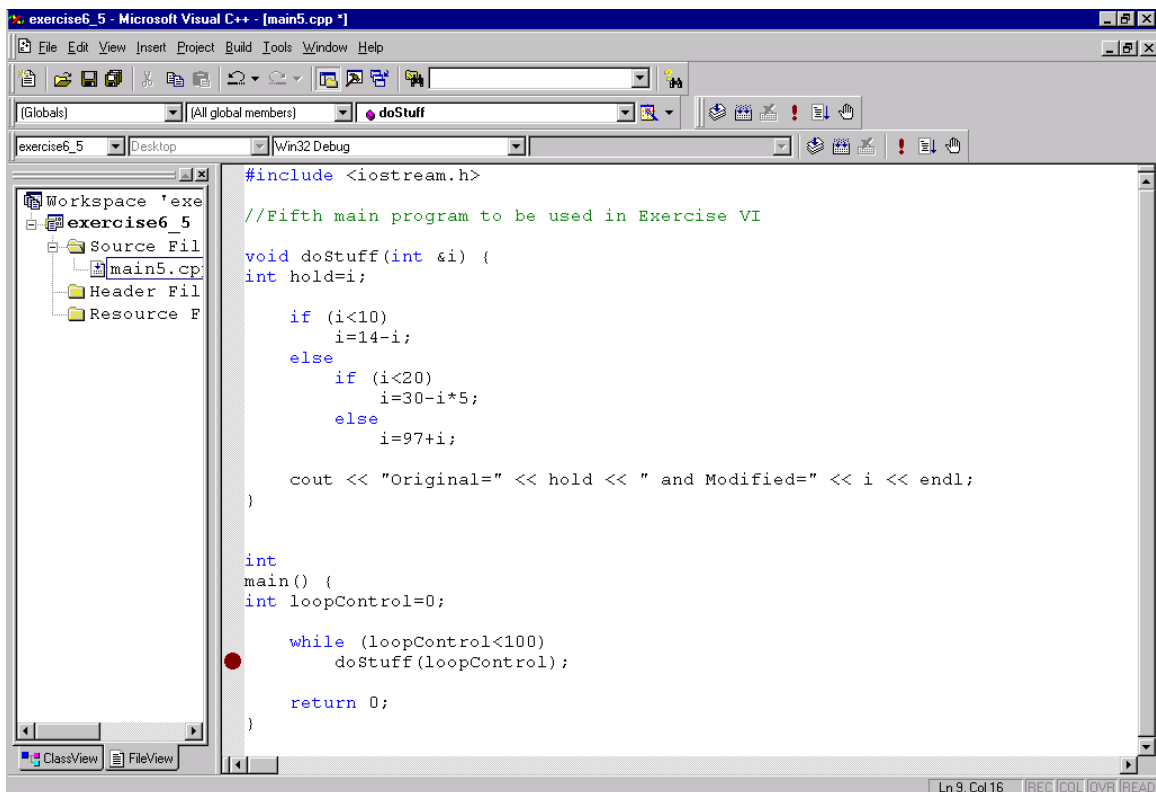 exercise6_5 - Microsoft Visual C++ - [main5.cpp *]
File Edit View Insert Project Build Tools Window Help
(Globals) (All global members) doStuff
exercise6_5 Desktop Win32 Debug
Workspace 'exe
exercise6_5
Source Fil
main5.cp
Header Fil
Resource F
ClassView FileView
#include <iostream.h>
//Fifth main program to be used in Exercise VI
void doStuff(int &i) {
int hold=i;
if (i<10)
i=14-i;
else
if (i<20)
i=30-i*5;
else
i=97+i;
cout << "Original=" << hold << " and Modified=" << i << endl;
}
int
main() {
int loopControl=0;
while (loopControl<100)
doStuff(loopControl);
return 0;
}
Ln 9, Col 16 REC COL OVR READ